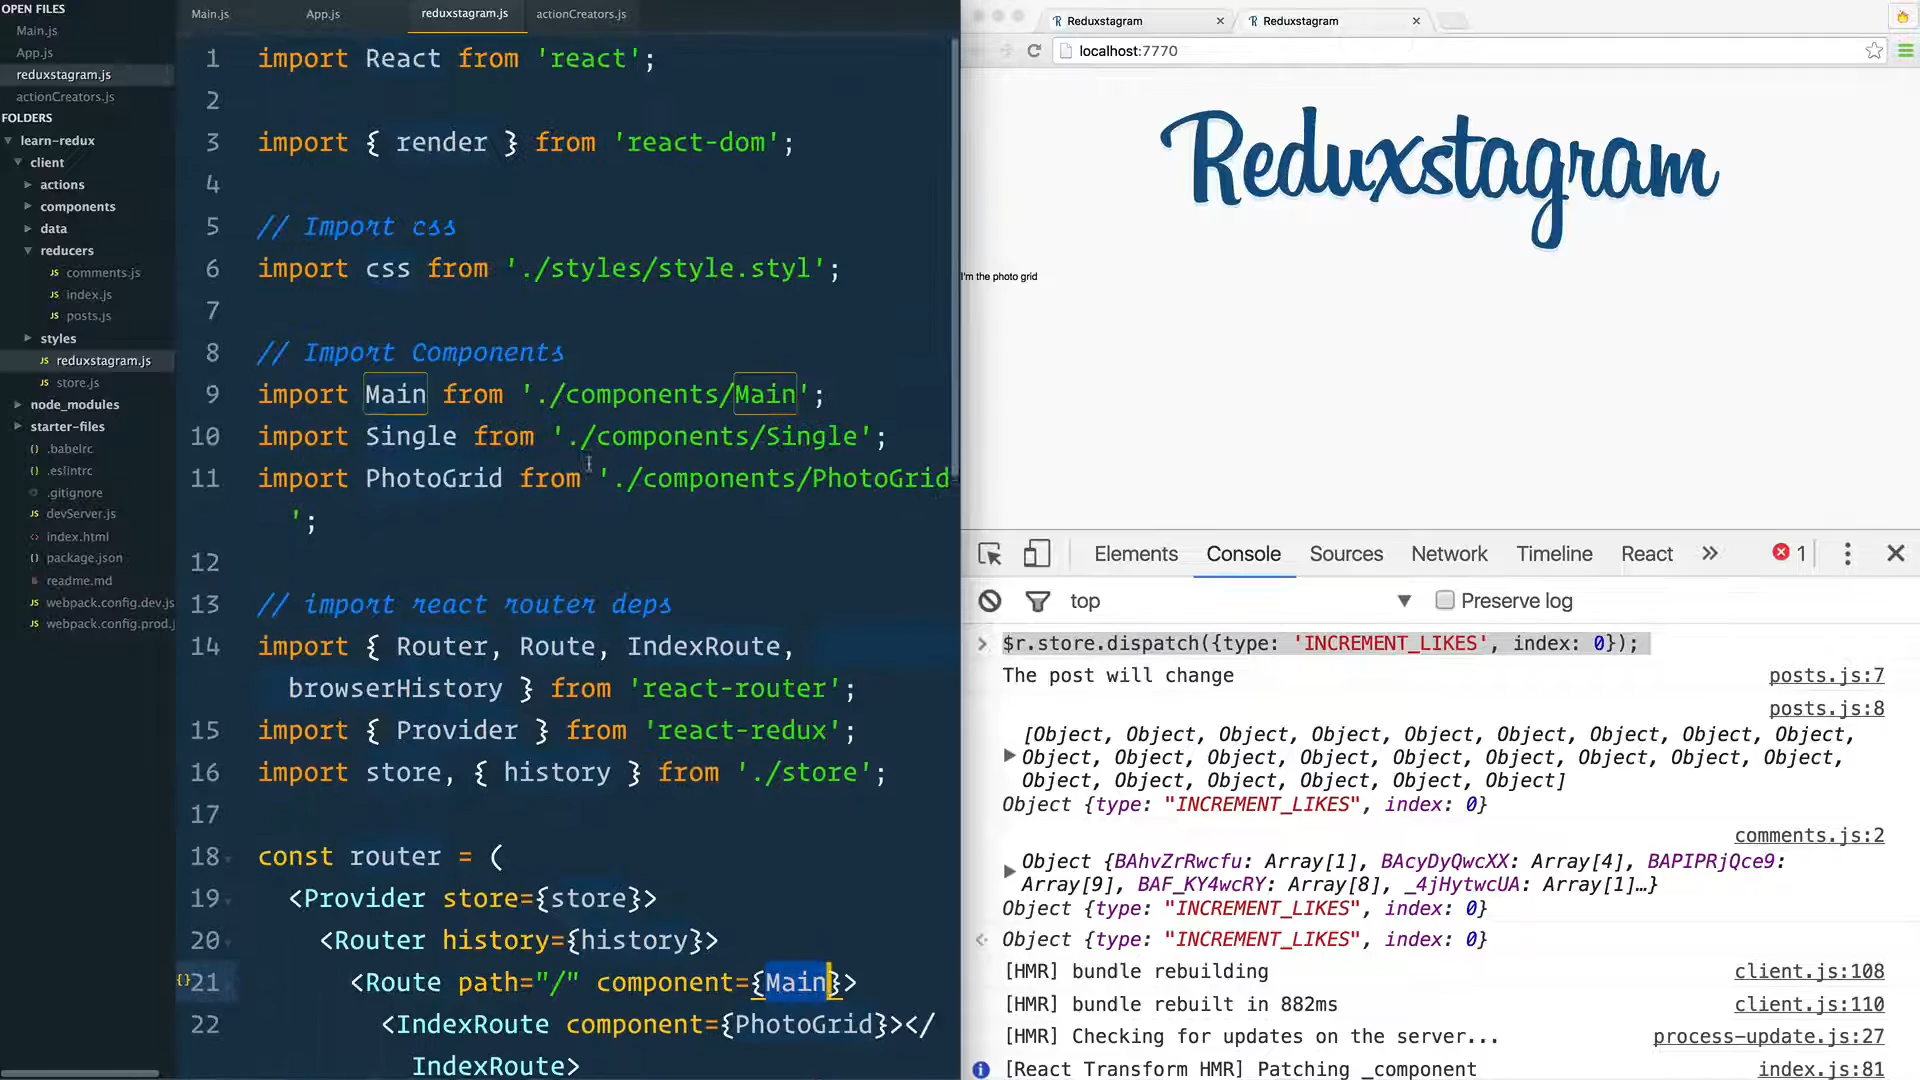 OPEN FILES
Main.js
App.js
reduxstagram.js
actionCreators.js
FOLDERS
learn-redux
client
actions
components
data
reducers
comments.js
index.js
posts.js
styles
reduxstagram.js
store.js
node_modules
starter-files
.babelrc
.eslintrc
.gitignore
devServer.js
index.html
package.json
readme.md
webpack.config.dev.js
webpack.config.prod.j
Main.js App.js reduxstagram.js actionCreators.js
1 import React from 'react';
2
3 import { render } from 'react-dom';
4
5 // Import css
6 import css from './styles/style.styl';
7
8 // Import Components
9 import Main from './components/Main';
10 import Single from './components/Single';
11 import PhotoGrid from './components/PhotoGrid
';
12
13 // import react router deps
14 import { Router, Route, IndexRoute,
browserHistory } from 'react-router';
15 import { Provider } from 'react-redux';
16 import store, { history } from './store';
17
18 const router = (
19 <Provider store={store}>
20 <Router history={history}>
21 <Route path="/" component={Main}>
22 <IndexRoute component={PhotoGrid}></
IndexRoute>
Reduxstagram Reduxstagram
localhost:7770
Reduxstagram
I'm the photo grid
Elements Console Sources Network Timeline React 1
top Preserve log
$r.store.dispatch({type: 'INCREMENT_LIKES', index: 0});
The post will change posts.js:7
posts.js:8
[Object, Object, Object, Object, Object, Object, Object, Object, Object,
Object, Object, Object, Object, Object, Object, Object, Object, Object,
Object, Object, Object, Object, Object, Object]
Object {type: "INCREMENT_LIKES", index: 0}
comments.js:2
Object {BAhvZrRwcfu: Array[1], BAcyDyQwcXX: Array[4], BAPIPRjQce9:
Array[9], BAF_KY4wcRY: Array[8], _4jHytwcUA: Array[1]…}
Object {type: "INCREMENT_LIKES", index: 0}
Object {type: "INCREMENT_LIKES", index: 0}
[HMR] bundle rebuilding client.js:108
[HMR] bundle rebuilt in 882ms client.js:110
[HMR] Checking for updates on the server... process-update.js:27
[React Transform HMR] Patching _component index.js:81